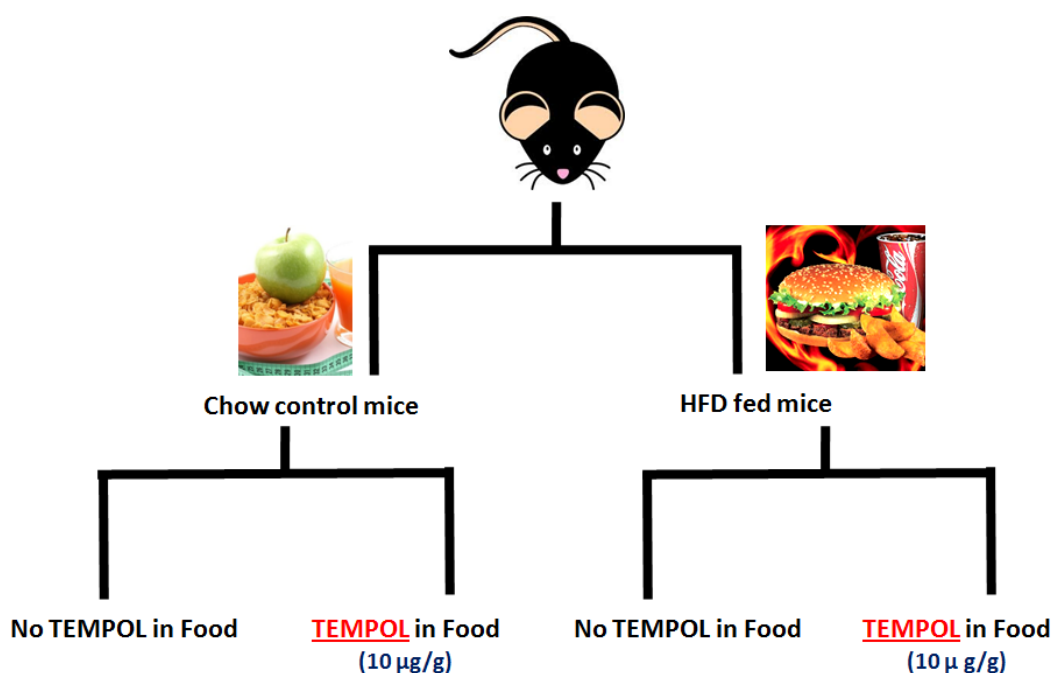 Cola
Chow control mice
HFD fed mice
No TEMPOL in Food
TEMPOL in Food
(10 µg/g)
No TEMPOL in Food
TEMPOL in Food
(10 µ g/g)